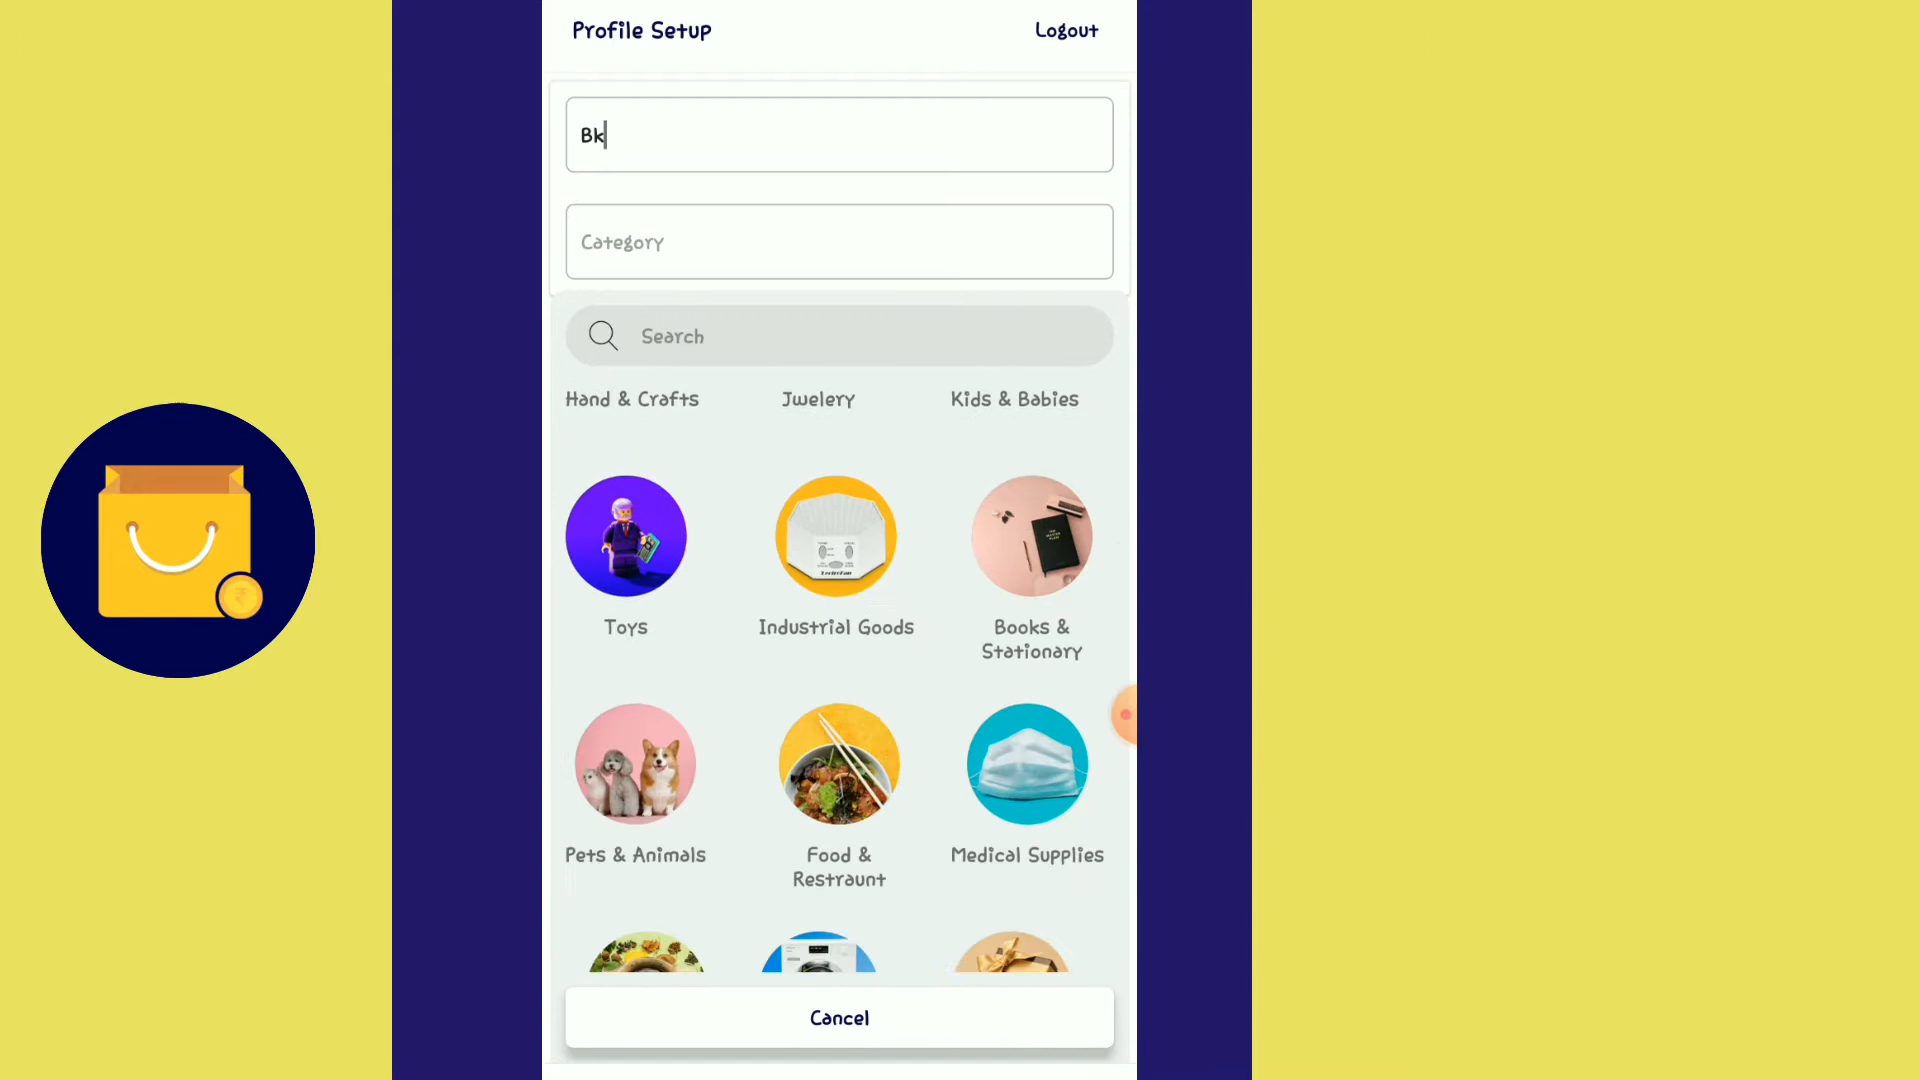 Profile Setup
Logout
Bk
Category
Search
Hand & Crafts
Jwelery
Kids & Babies
Toys
Industrial Goods
Books &
Stationary
Pets & Animals
Food &
Restraunt
Medical Supplies
Cancel